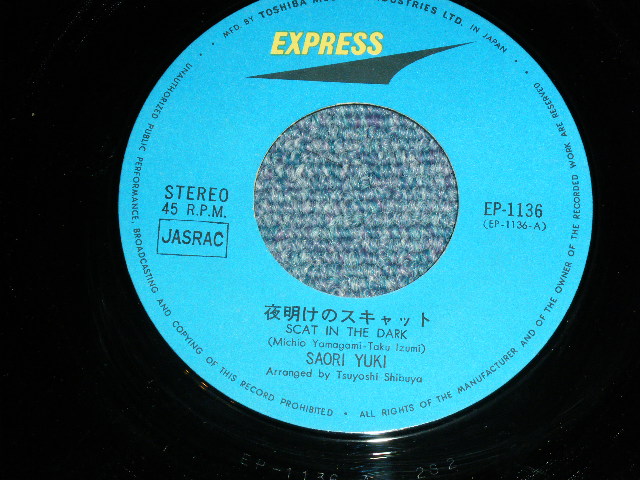 MFD. BY TOSHIBA INDUSTRIES LTD. IN JAPAN
EXPRESS
UNAUTHORIZED PUBLIC PERFORMANCE, BROADCASTING AND COPYING OF THIS RECORD PROHIBITED • ALL RIGHTS OF THE MANUFACTURER AND OF THE OWNER OF THE RECORDED WORK ARE RESERVED
STEREO
45 R.P.M.
JASRAC
EP-1136
(EP-1136-A)
夜明けのスキャット
SCAT IN THE DARK
(Michio Yamagami-Taku Izumi)
SAORI YUKI
Arranged by Tsuyoshi Shibuya
EP-1136
2S2